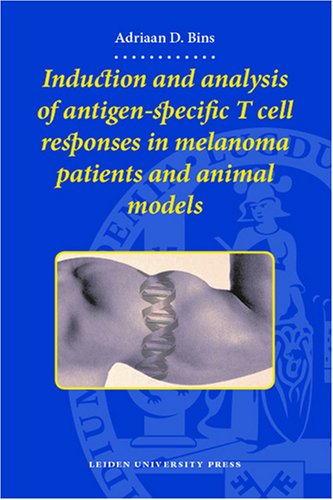 Adriaan D. Bins
Induction and analysis
of antigen-specific T cell
responses in melanoma
patients and animal
models
LEIDEN UNIVERSITY PRESS